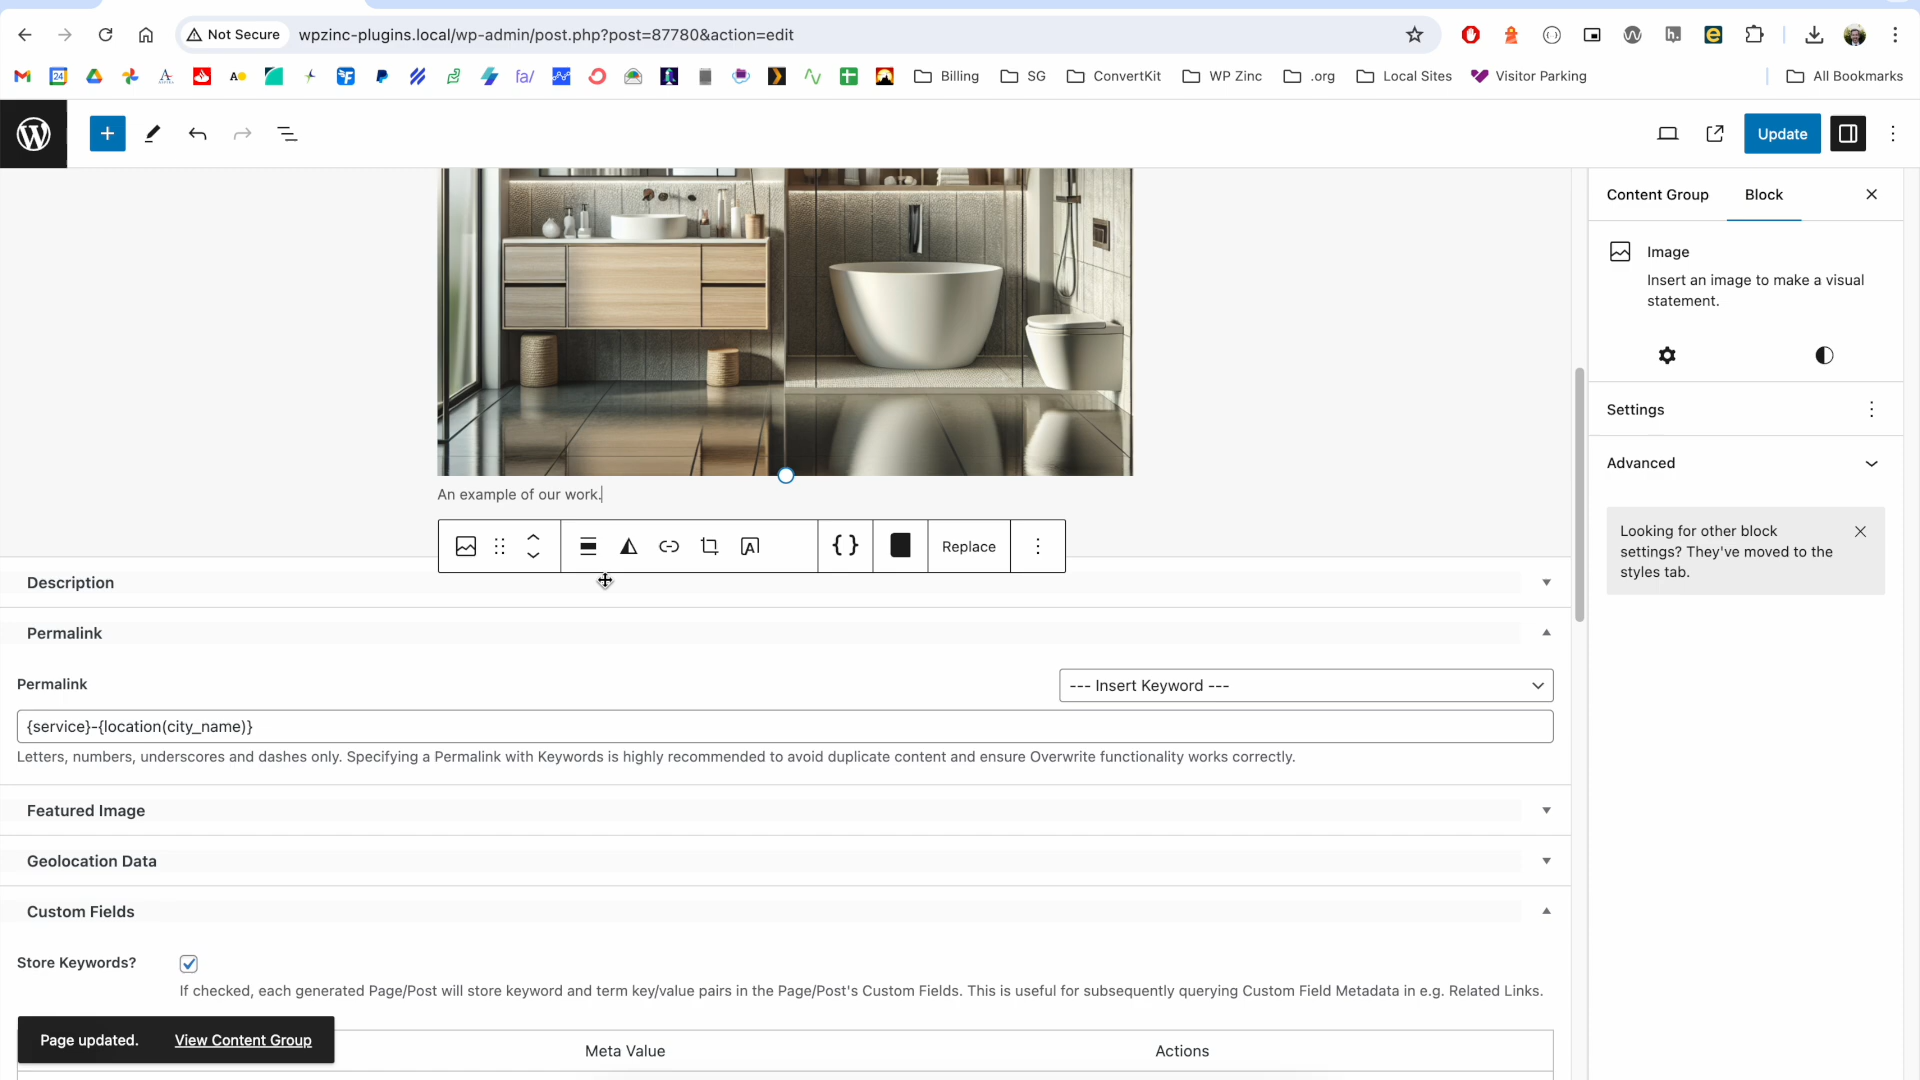 Not Secure
wpzinc-plugins.local/wp-admin/post.php?post=87780&action=edit
Billing
SG
ConvertKit
WP Zinc
.org
Local Sites
Visitor Parking
All Bookmarks
Update
Content Group
Block
Image
Insert an image to make a visual
statement.
Settings
Advanced
Looking for other block
settings? They've moved to the
styles tab.
An example of our work.
Replace
Description
Permalink
Permalink
--- Insert Keyword ---
{service}-{location(city_name)}
Letters, numbers, underscores and dashes only. Specifying a Permalink with Keywords is highly recommended to avoid duplicate content and ensure Overwrite functionality works correctly.
Featured Image
Geolocation Data
Custom Fields
Store Keywords?
If checked, each generated Page/Post will store keyword and term key/value pairs in the Page/Post's Custom Fields. This is useful for subsequently querying Custom Field Metadata in e.g. Related Links.
Page updated.
View Content Group
Meta Value
Actions